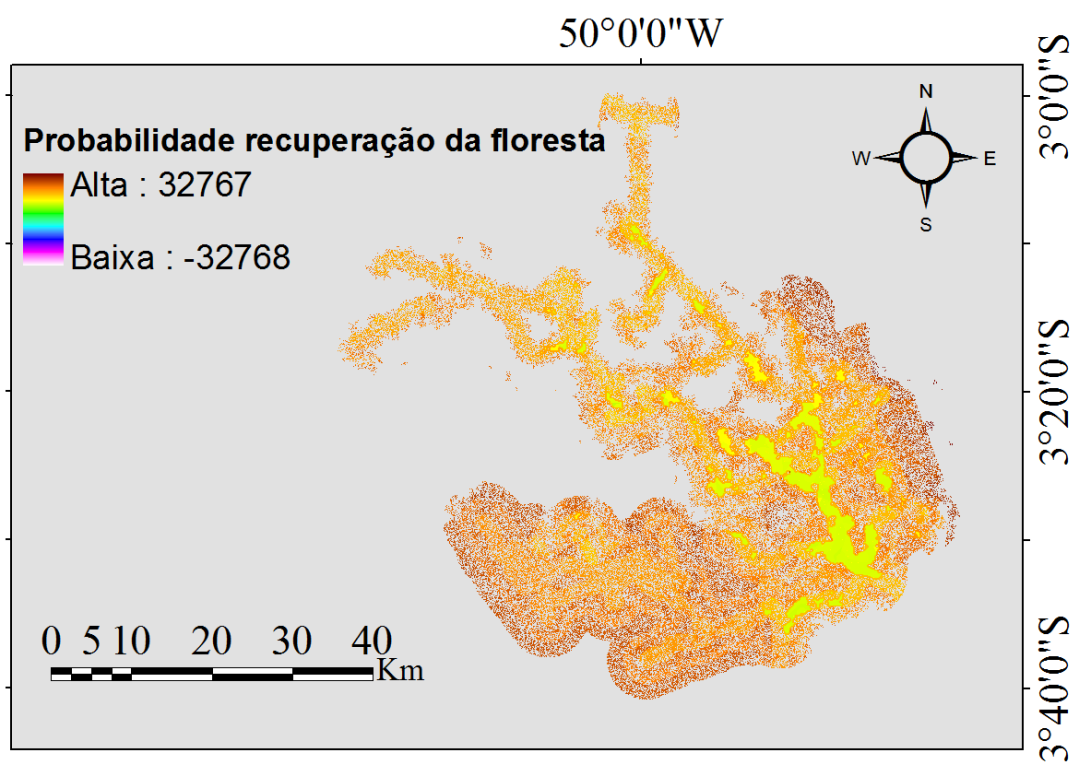 50°0'0"W
3°0'0"S
N
W
E
S
Probabilidade recuperação da floresta
Alta : 32767
Baixa : -32768
3°20'0"S
0 5 10 20 30 40
Km
3°40'0"S